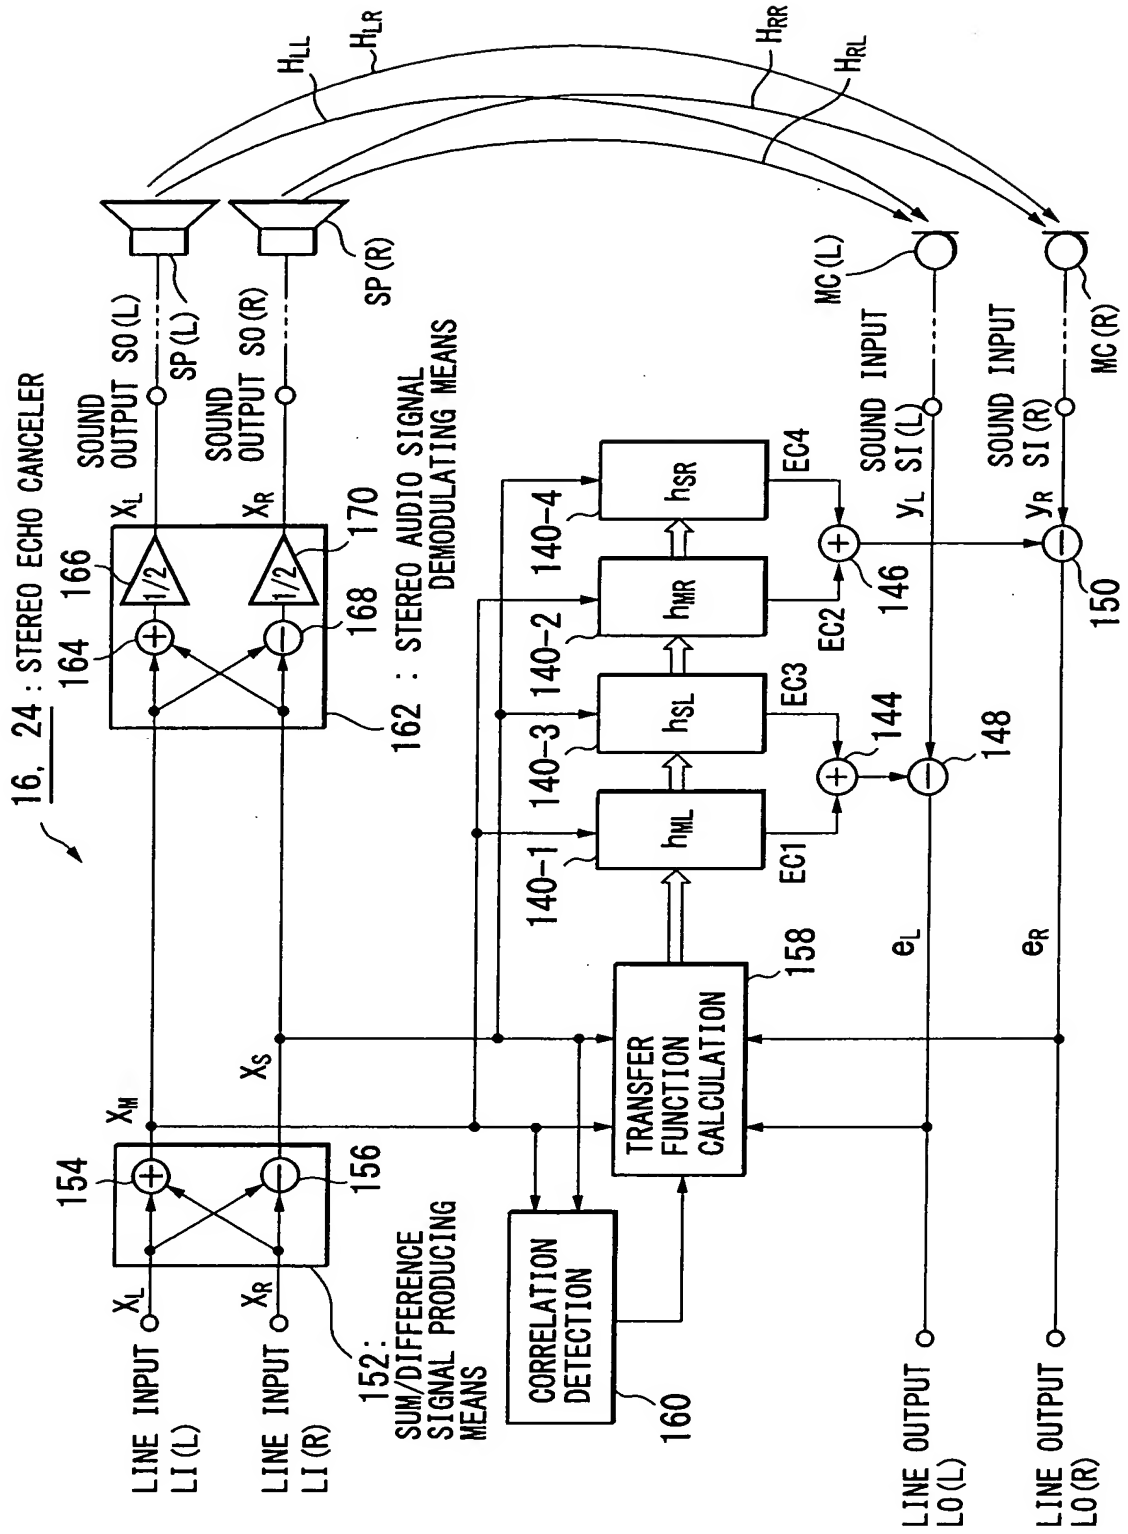 16, 24 : STEREO ECHO CANCELER
LINE INPUT
LI(L)
XL
154
+
XM
164
+
166
1/2
XL
SOUND
OUTPUT SO(L)
SP(L)
HLL
HLR
LINE INPUT
LI(R)
XR
−
156
XS
−
168
1/2
170
XR
SOUND
OUTPUT SO(R)
SP(R)
HRR
HRL
152:
SUM/DIFFERENCE
SIGNAL PRODUCING
MEANS
162 : STEREO AUDIO SIGNAL
DEMODULATING MEANS
CORRELATION
DETECTION
160
TRANSFER
FUNCTION
CALCULATION
158
140-1
hML
EC1
140-3
hSL
EC3
140-2
hMR
EC2
140-4
hSR
EC4
+
144
+
146
LINE OUTPUT
LO(L)
eL
−
148
yL
SOUND INPUT
SI(L)
MC(L)
LINE OUTPUT
LO(R)
eR
−
150
yR
SOUND INPUT
SI(R)
MC(R)